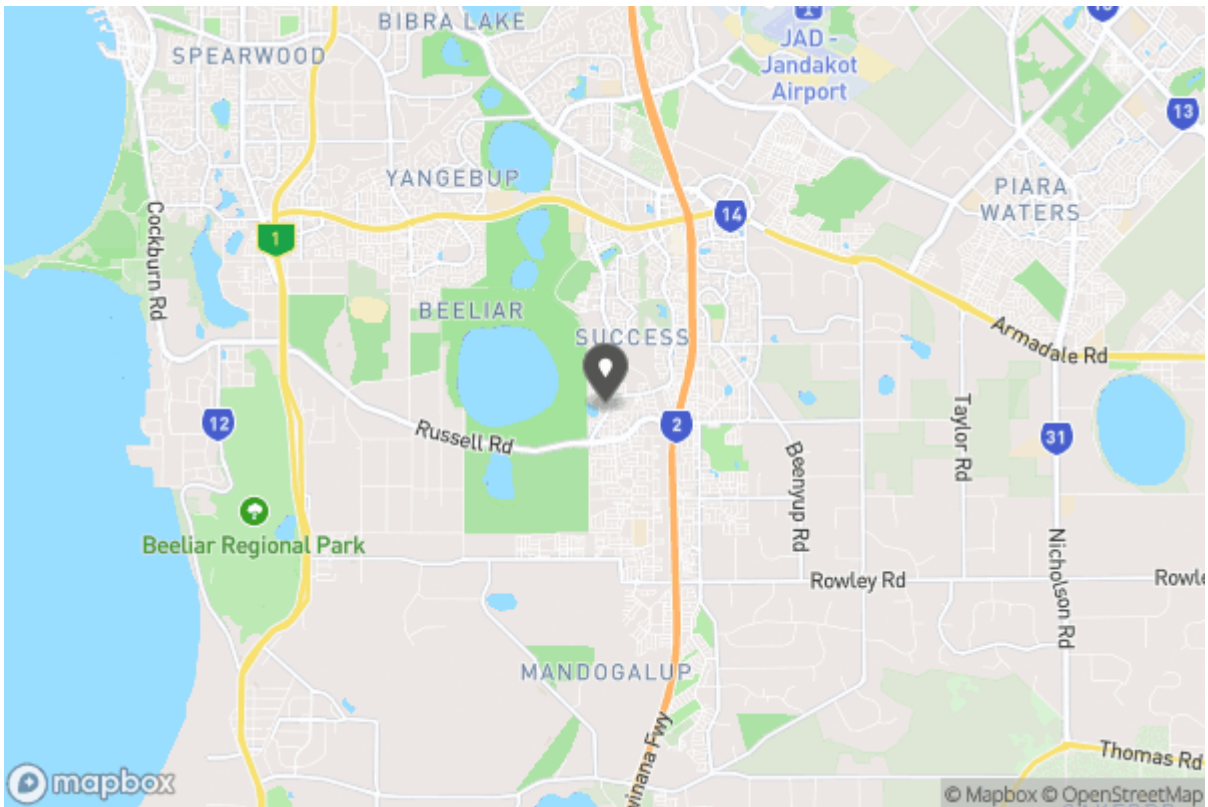 BIBRA LAKE
SPEARWOOD
JAD -
Jandakot
Airport
13
YANGEBUP
PIARA
WATERS
14
Cockburn Rd
1
BEELIAR
SUCCESS
Armadale Rd
12
Russell Rd
2
Taylor Rd
31
Beenyup Rd
Beeliar Regional Park
Rowley Rd
Rowle
Nicholson Rd
MANDOGALUP
winana Fwy
Thomas Rd
mapbox
© Mapbox © OpenStreetMap